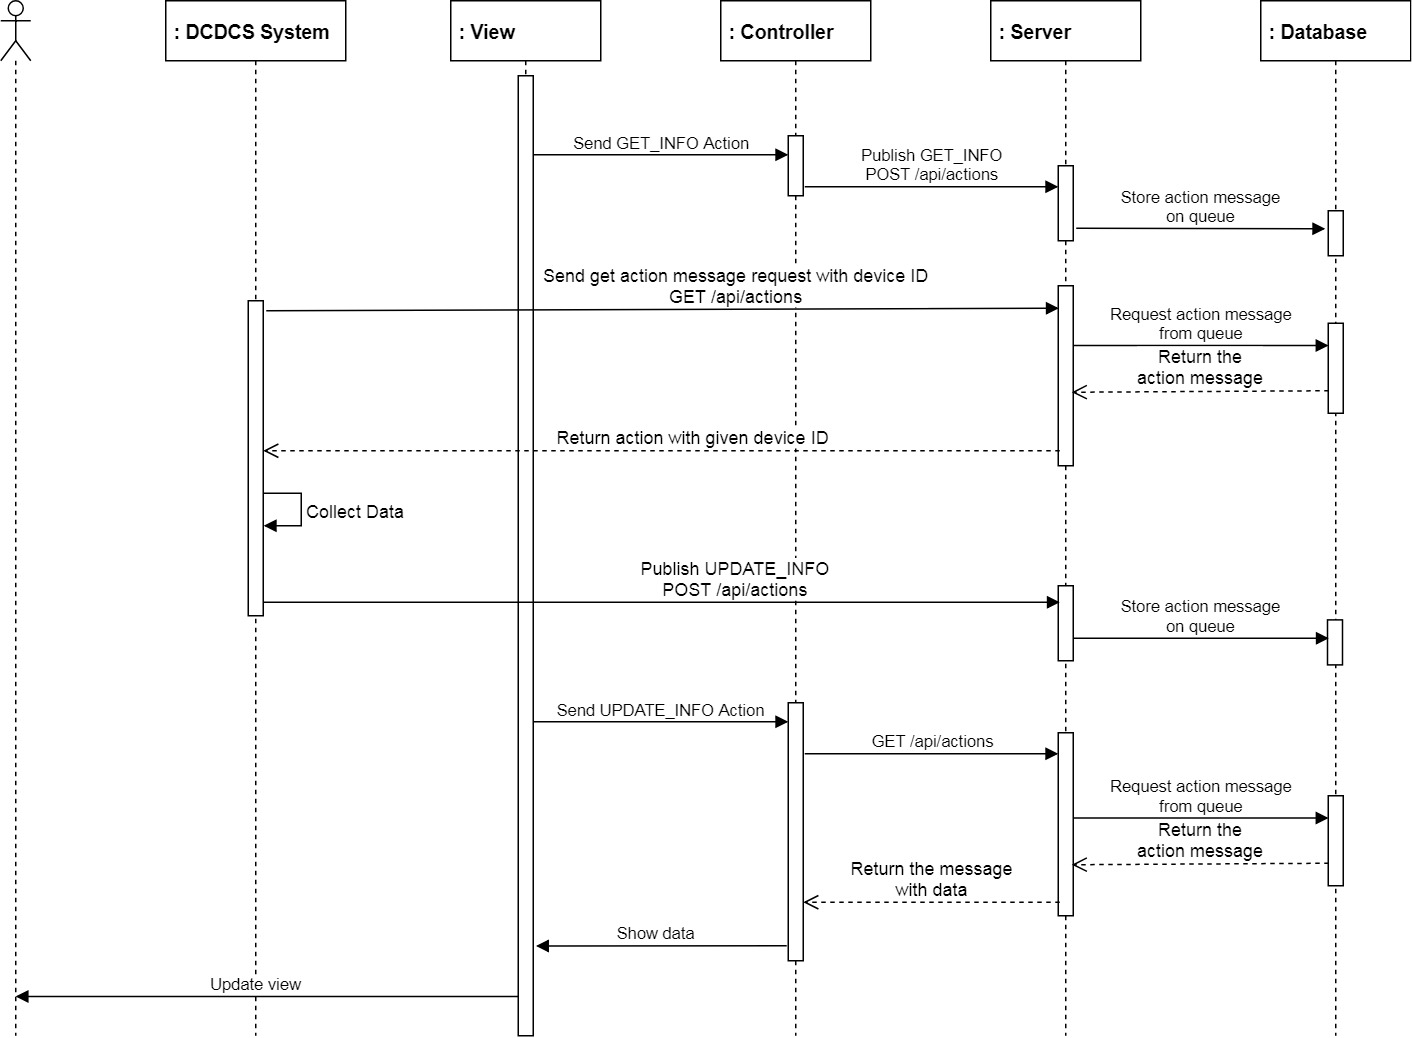 : DCDCS System
: View
: Controller
: Server
: Database
Send GET_INFO Action
Publish GET_INFO
POST /api/actions
Store action message
on queue
Send get action message request with device ID
GET /api/actions
Request action message
from queue
Return the
action message
Return action with given device ID
Collect Data
Publish UPDATE_INFO
POST /api/actions
Store action message
on queue
Send UPDATE_INFO Action
GET /api/actions
Request action message
from queue
Return the
action message
Return the message
with data
Show data
Update view